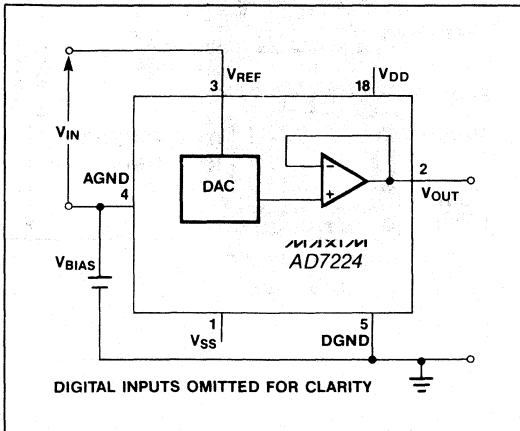 VREF
3
18
VDD
VIN
AGND
4
DAC
-
+
2
VOUT
VBIAS
MAXIM
AD7224
1
VSS
5
DGND
DIGITAL INPUTS OMITTED FOR CLARITY